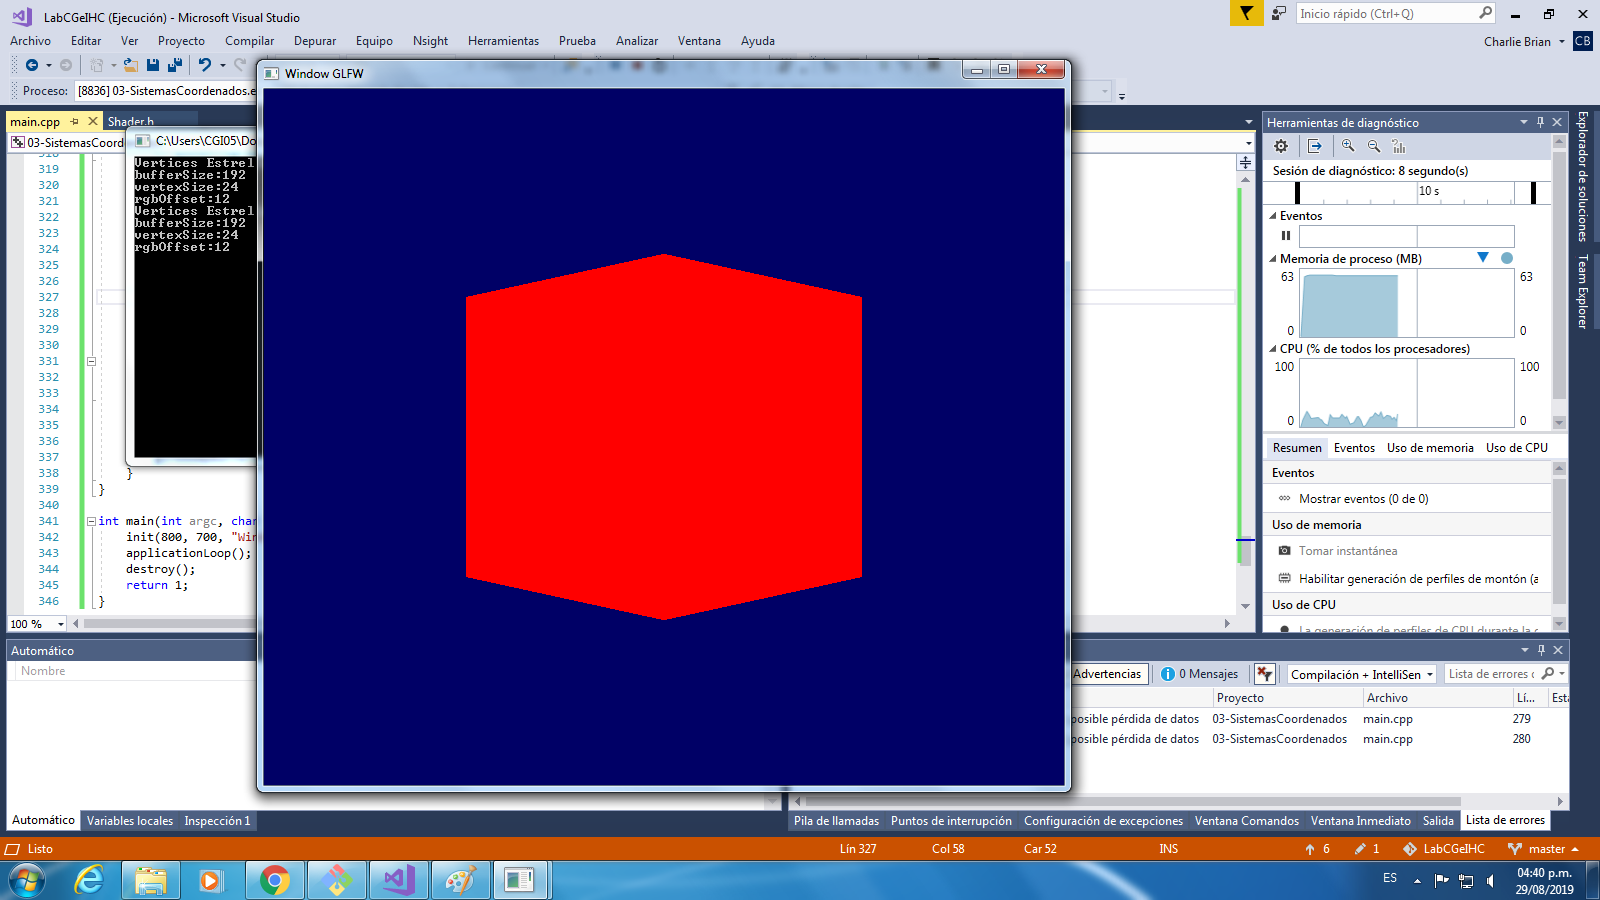 LabCGeIHC (Ejecución) - Microsoft Visual Studio
Inicio rápido (Ctrl+Q)
Archivo Editar Ver Proyecto Compilar Depurar Equipo Nsight Herramientas Prueba Analizar Ventana Ayuda
Charlie Brian CB
Window GLFW
Proceso: [8836] 03-SistemasCoordenados.e
main.cpp Shader.h
03-SistemasCoord
C:\Users\CGI05\Do
Vertices Estrel
bufferSize:192
vertexSize:24
rgbOffset:12
Vertices Estrel
bufferSize:192
vertexSize:24
rgbOffset:12
319
320
321
322
323
324
325
326
327
328
329
330
331
332
333
334
335
336
337
338 }
339 }
340
341 int main(int argc, char
342 init(800, 700, "Win
343 applicationLoop();
344 destroy();
345 return 1;
346 }
100 %
Herramientas de diagnóstico
Sesión de diagnóstico: 8 segundo(s)
10 s
Eventos
Memoria de proceso (MB)
63 63
0 0
CPU (% de todos los procesadores)
100 100
0 0
Resumen Eventos Uso de memoria Uso de CPU
Eventos
Mostrar eventos (0 de 0)
Uso de memoria
Tomar instantánea
Habilitar generación de perfiles de montón (a
Uso de CPU
La generación de perfiles de CPU durante la
Explorador de soluciones
Team Explorer
Automático
Nombre
Automático Variables locales Inspección 1
Advertencias 0 Mensajes Compilación + IntelliSen Lista de errores
Proyecto Archivo Lí... Esta
posible pérdida de datos 03-SistemasCoordenados main.cpp 279
posible pérdida de datos 03-SistemasCoordenados main.cpp 280
Pila de llamadas Puntos de interrupción Configuración de excepciones Ventana Comandos Ventana Inmediato Salida Lista de errores
Listo Lín 327 Col 58 Car 52 INS 6 1 LabCGeIHC master
ES
04:40 p.m.
29/08/2019